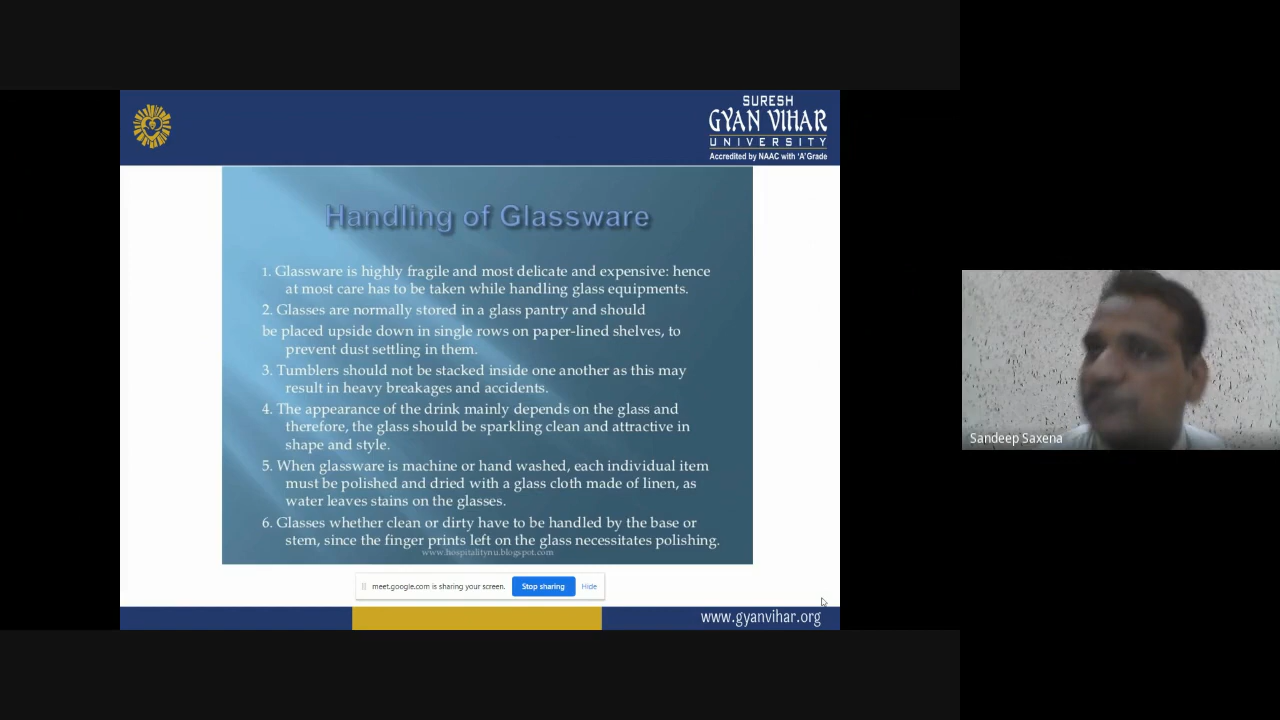 SURESH
GYAN VIHAR
UNIVERSITY
Accredited by NAAC with 'A' Grade
Handling of Glassware
1. Glassware is highly fragile and most delicate and expensive: hence
at most care has to be taken while handling glass equipments.
2. Glasses are normally stored in a glass pantry and should
be placed upside down in single rows on paper-lined shelves, to
prevent dust settling in them.
3. Tumblers should not be stacked inside one another as this may
result in heavy breakages and accidents.
4. The appearance of the drink mainly depends on the glass and
therefore, the glass should be sparkling clean and attractive in
shape and style.
5. When glassware is machine or hand washed, each individual item
must be polished and dried with a glass cloth made of linen, as
water leaves stains on the glasses.
6. Glasses whether clean or dirty have to be handled by the base or
stem, since the finger prints left on the glass necessitates polishing.
www.hospitalitynu.blogspot.com
meet.google.com is sharing your screen. Stop sharing Hide
www.gyanvihar.org
Sandeep Saxena